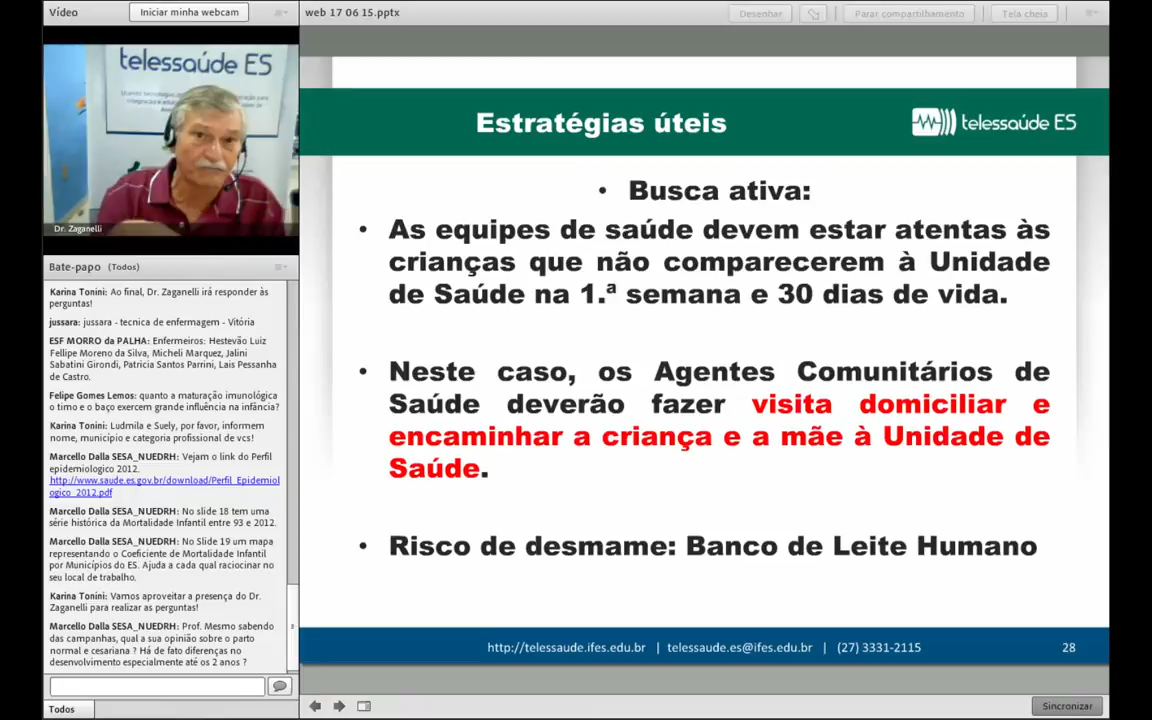 Vídeo
Iniciar minha webcam
web 17 06 15.pptx
Desenhar
Parar compartilhamento
Tela cheia
telessaúde ES
Dr. Zaganelli
Bate-papo (Todos)
Karina Tonini: Ao final, Dr. Zaganelli irá responder às
perguntas!
jussara: jussara - tecnica de enfermagem - Vitória
ESF MORRO da PALHA: Enfermeiros: Hestevão Luiz
Fellipe Moreno da Silva, Micheli Marquez, Jalini
Sabatini Girondi, Patricia Santos Parrini, Lais Pessanha
de Castro.
Felipe Gomes Lemos: quanto a maturação imunológica
o timo e o baço exercem grande influência na infância?
Karina Tonini: Ludmila e Suely, por favor, informem
nome, município e categoria profissional de vcs!
Marcello Dalla SESA_NUEDRH: Vejam o link do Perfil
epidemiologico 2012.
http://www.saude.es.gov.br/download/Perfil_Epidemiol
ogico_2012.pdf
Marcello Dalla SESA_NUEDRH: No slide 18 tem uma
série histórica da Mortalidade Infantil entre 93 e 2012.
Marcello Dalla SESA_NUEDRH: No Slide 19 um mapa
representando o Coeficiente de Mortalidade Infantil
por Municípios do ES. Ajuda a cada qual raciocinar no
seu local de trabalho.
Karina Tonini: Vamos aproveitar a presença do Dr.
Zaganelli para realizar as perguntas!
Marcello Dalla SESA_NUEDRH: Prof. Mesmo sabendo
das campanhas, qual a sua opinião sobre o parto
normal e cesariana ? Há de fato diferenças no
desenvolvimento especialmente até os 2 anos ?
Todos
Estratégias úteis
telessaúde ES
• Busca ativa:
• As equipes de saúde devem estar atentas às
crianças que não comparecerem à Unidade
de Saúde na 1.ª semana e 30 dias de vida.
• Neste caso, os Agentes Comunitários de
Saúde deverão fazer visita domiciliar e
encaminhar a criança e a mãe à Unidade de
Saúde.
• Risco de desmame: Banco de Leite Humano
http://telessaude.ifes.edu.br | telessaude.es@ifes.edu.br | (27) 3331-2115
28
Sincronizar